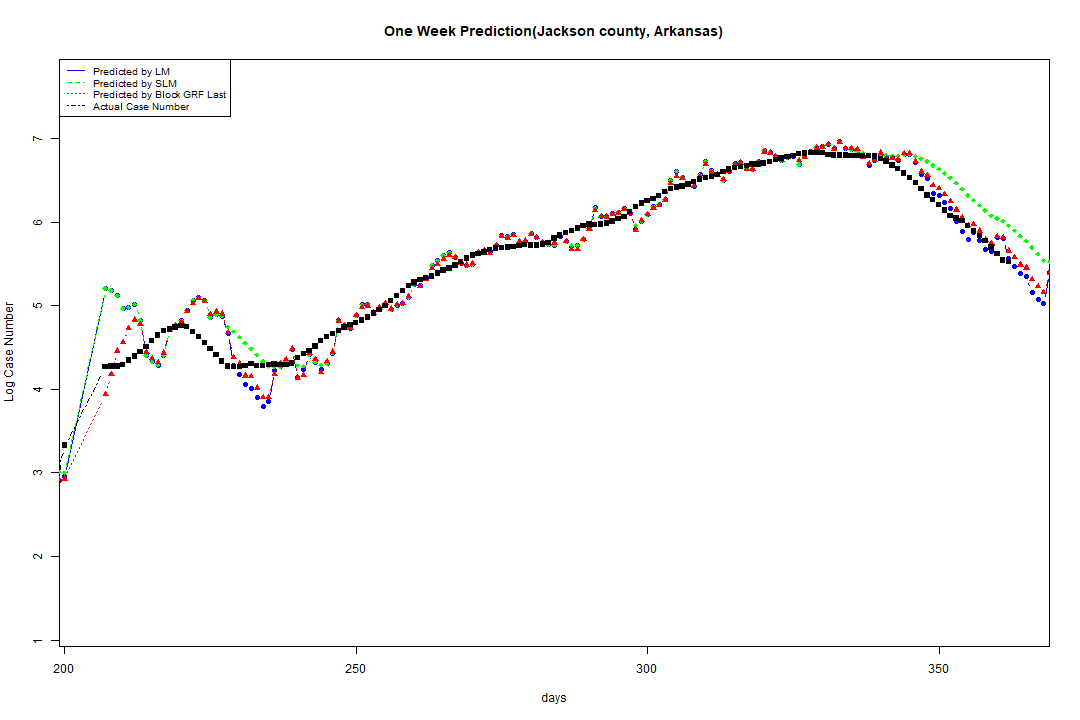 One Week Prediction(Jackson county, Arkansas)
Predicted by LM
Predicted by SLM
Predicted by Block GRF Last
Actual Case Number
7
6
5
4
3
2
1
Log Case Number
200 250 300 350
days